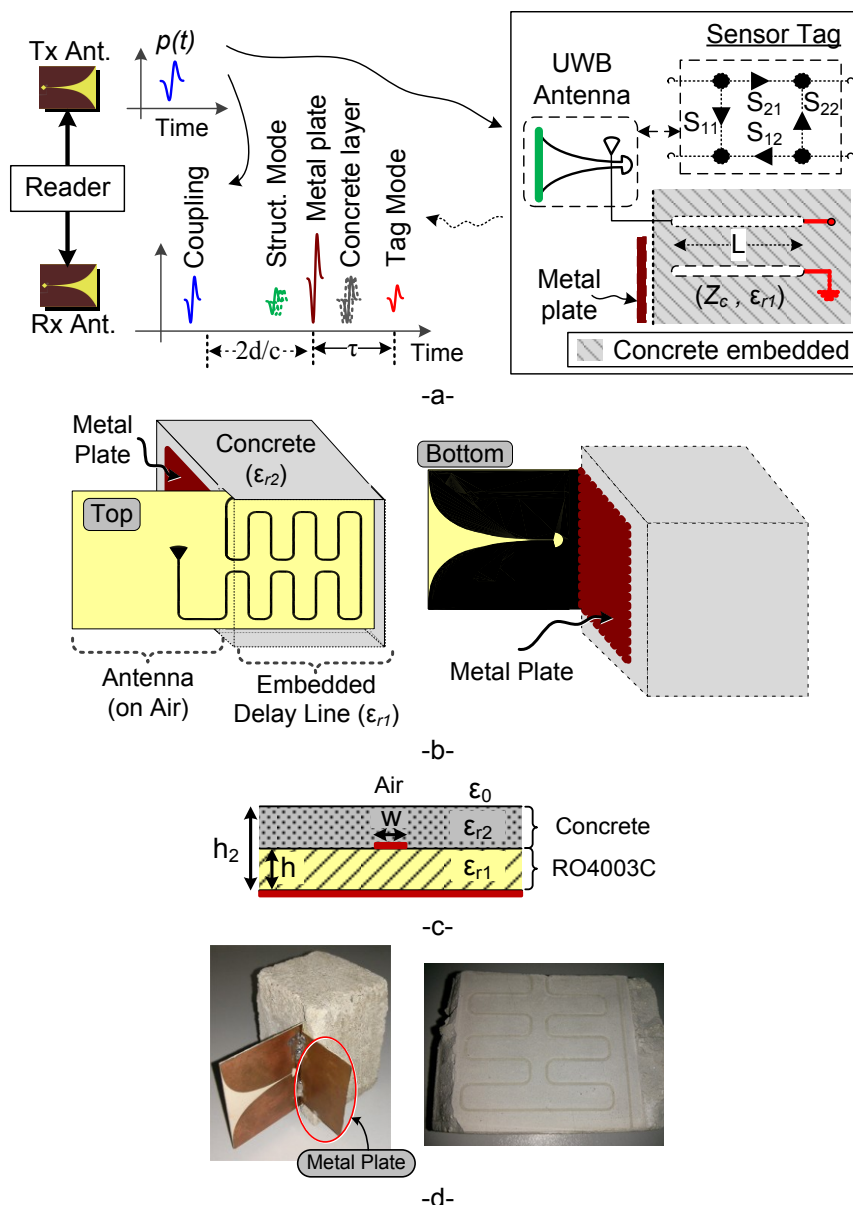 Tx Ant.
p(t)
Time
Reader
Rx Ant.
Coupling
Struct. Mode
Metal plate
Concrete layer
Tag Mode
2d/c
τ
Time
Sensor Tag
UWB
Antenna
S11
S21
S12
S22
L
(Zc , εr1)
Metal
plate
Concrete embedded
-a-
Metal
Plate
Concrete
(εr2)
Top
Antenna
(on Air)
Embedded
Delay Line (εr1)
Bottom
Metal Plate
-b-
Air
ε0
w
εr2
Concrete
h2
h
εr1
RO4003C
-c-
Metal Plate
-d-